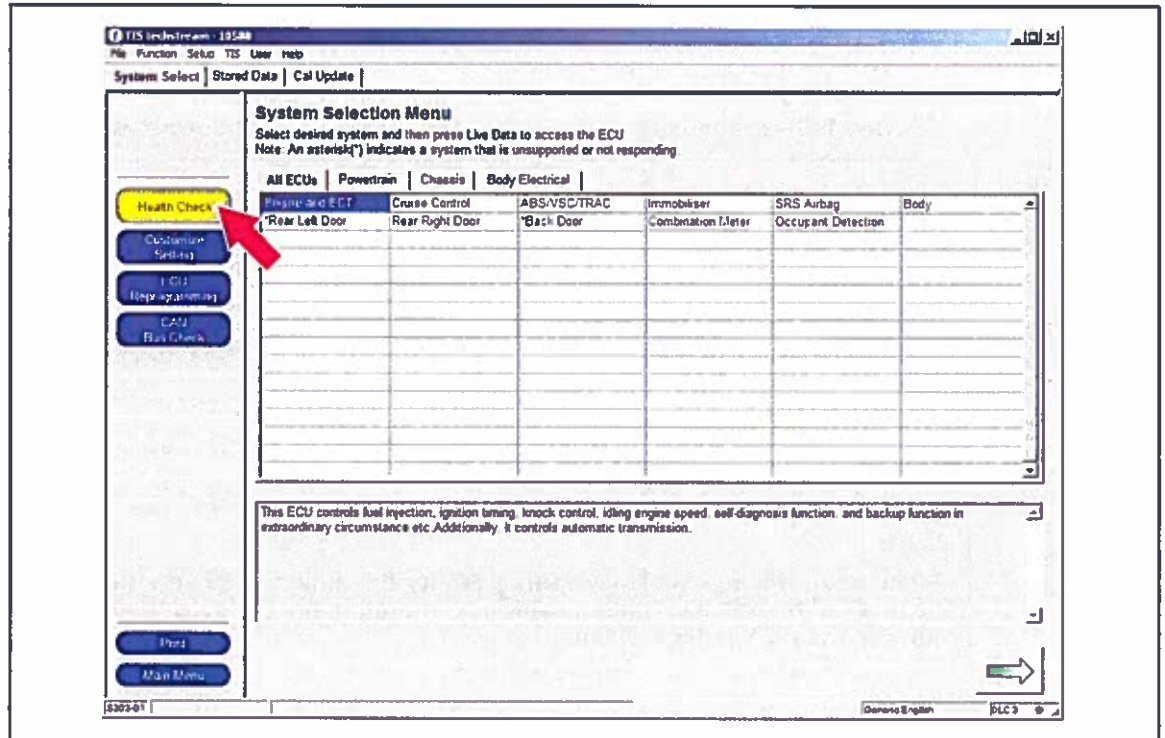 TIS techstream - 10588
File Function Setup TIS User Help
System Select Stored Data Cal Update
System Selection Menu
Select desired system and then press Live Data to access the ECU
Note: An asterisk(*) indicates a system that is unsupported or not responding.
All ECUs Powertrain Chassis Body Electrical
Engine and ECT Cruise Control ABS/VSC/TRAC Immobiliser SRS Airbag Body
*Rear Left Door Rear Right Door *Back Door Combination Meter Occupant Detection
Health Check
Customize
Setting
ECU
Reprogramming
CAN
Bus Check
This ECU controls fuel injection, ignition timing, knock control, idling engine speed, self-diagnosis function, and backup function in
extraordinary circumstance etc.Additionally, it controls automatic transmission.
Print
Main Menu
S303-01 Generic English DLC 3